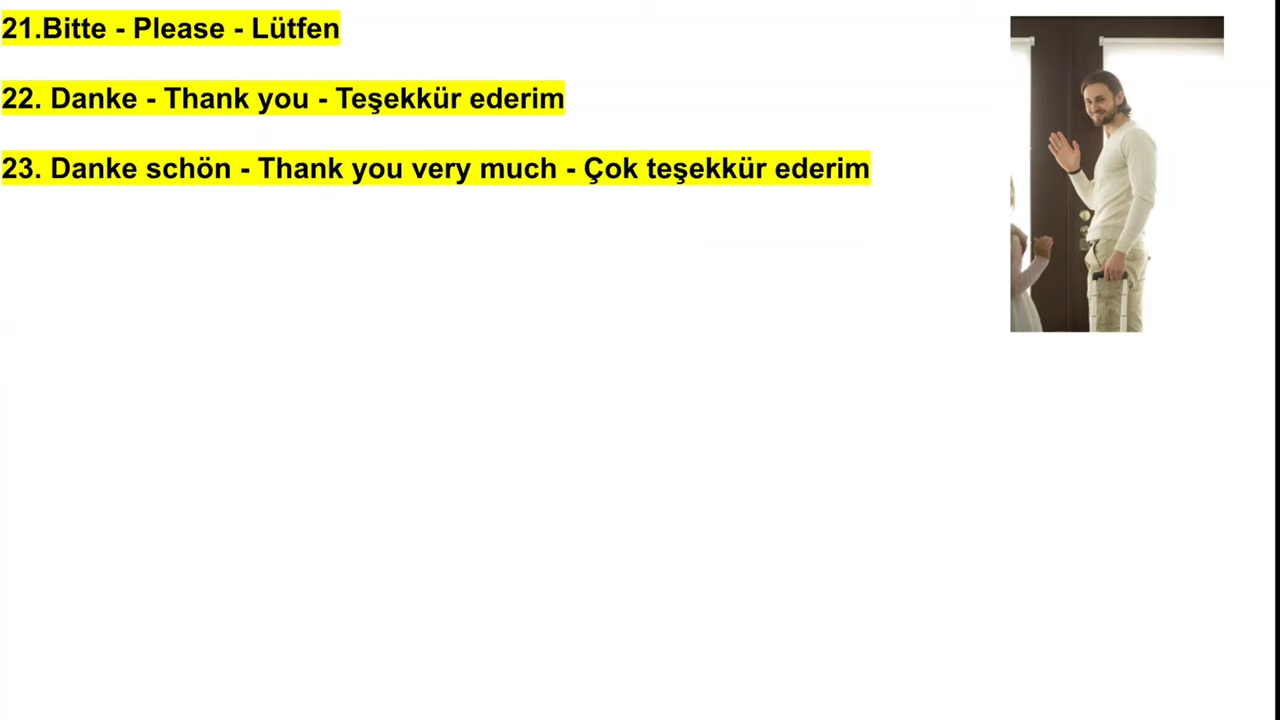 21.Bitte - Please - Lütfen
22. Danke - Thank you - Teşekkür ederim
23. Danke schön - Thank you very much - Çok teşekkür ederim